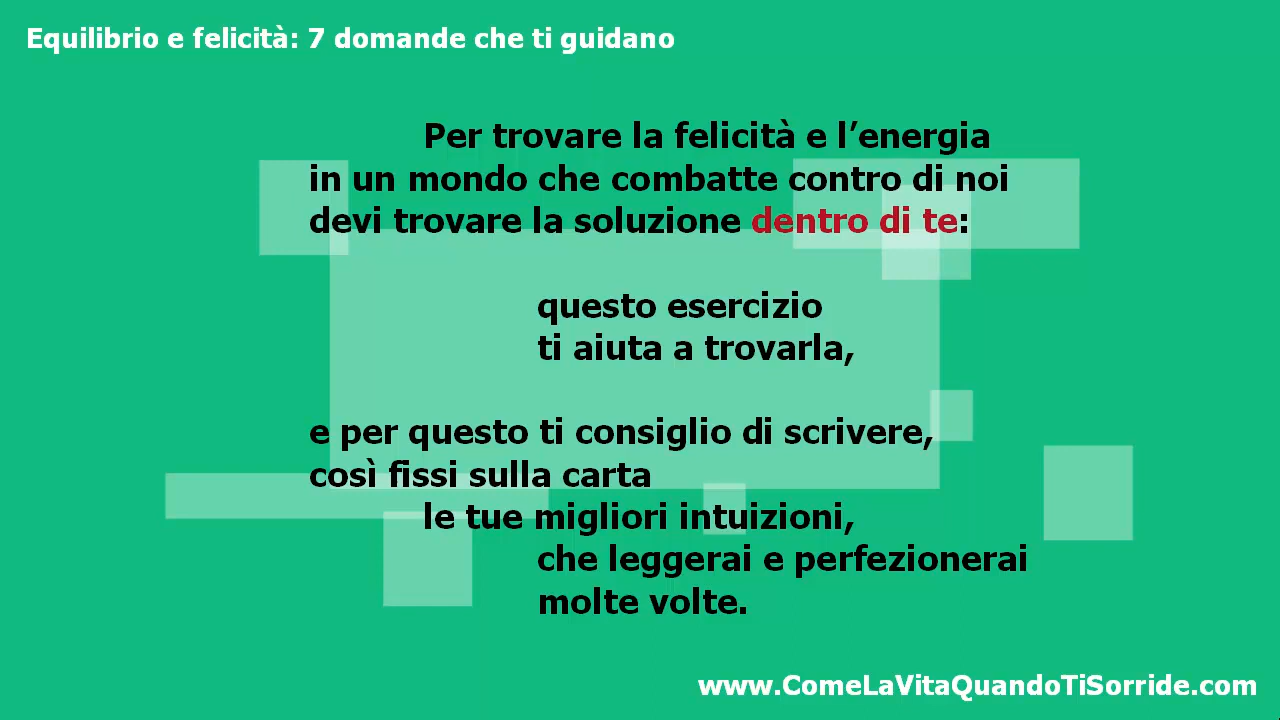 Equilibrio e felicità: 7 domande che ti guidano
Per trovare la felicità e l’energia
in un mondo che combatte contro di noi
devi trovare la soluzione dentro di te:
questo esercizio
ti aiuta a trovarla,
e per questo ti consiglio di scrivere,
così fissi sulla carta
le tue migliori intuizioni,
che leggerai e perfezionerai
molte volte.
www.ComeLaVitaQuandoTiSorride.com